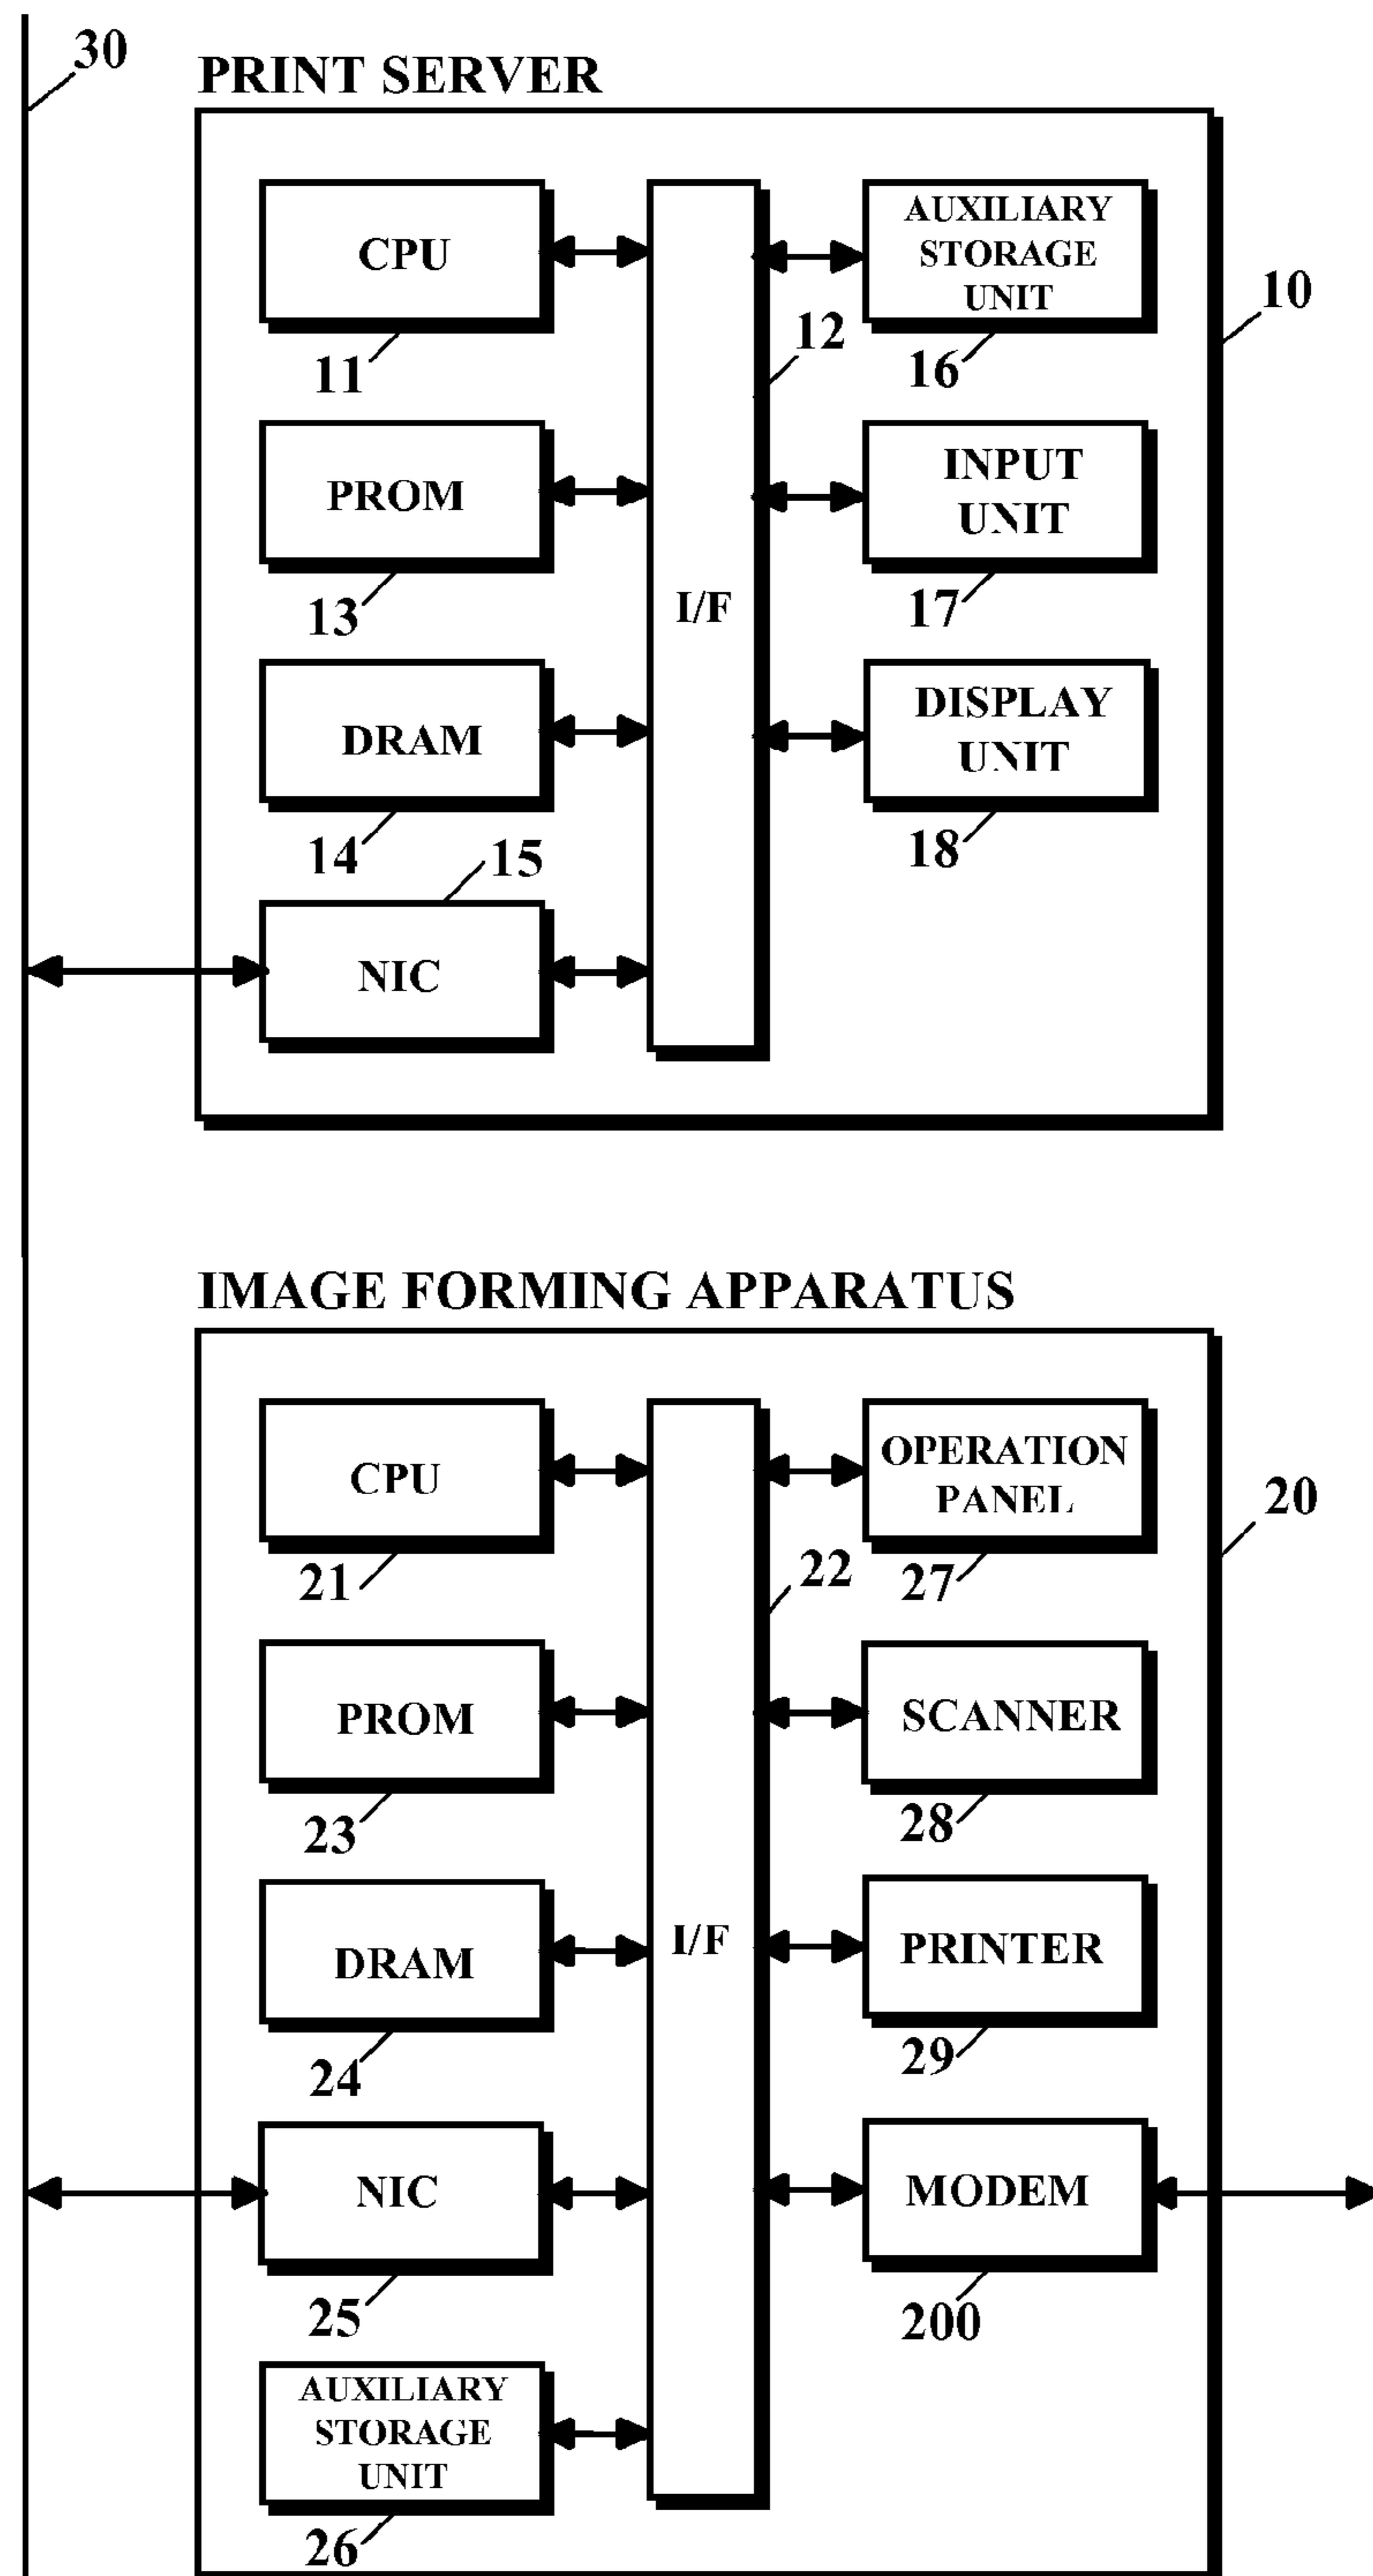 30
PRINT SERVER
CPU
11
AUXILIARY
STORAGE
UNIT
16
10
12
PROM
13
INPUT
UNIT
17
I/F
DRAM
14
DISPLAY
UNIT
18
15
NIC
IMAGE FORMING APPARATUS
CPU
21
OPERATION
PANEL
27
20
22
PROM
23
SCANNER
28
DRAM
24
I/F
PRINTER
29
NIC
25
MODEM
200
AUXILIARY
STORAGE
UNIT
26